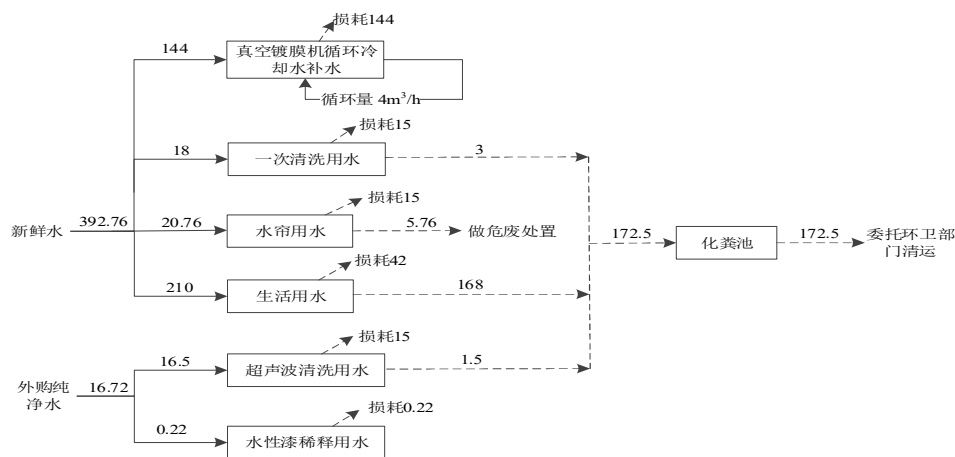 损耗144
144
真空镀膜机循环冷
却水补水
循环量 4m³/h
损耗15
18
一次清洗用水
3
损耗15
新鲜水
392.76
20.76
水帘用水
5.76
做危废处置
172.5
化粪池
172.5
委托环卫部
门清运
损耗42
210
生活用水
168
损耗15
16.5
超声波清洗用水
1.5
外购纯
净水
16.72
损耗0.22
0.22
水性漆稀释用水